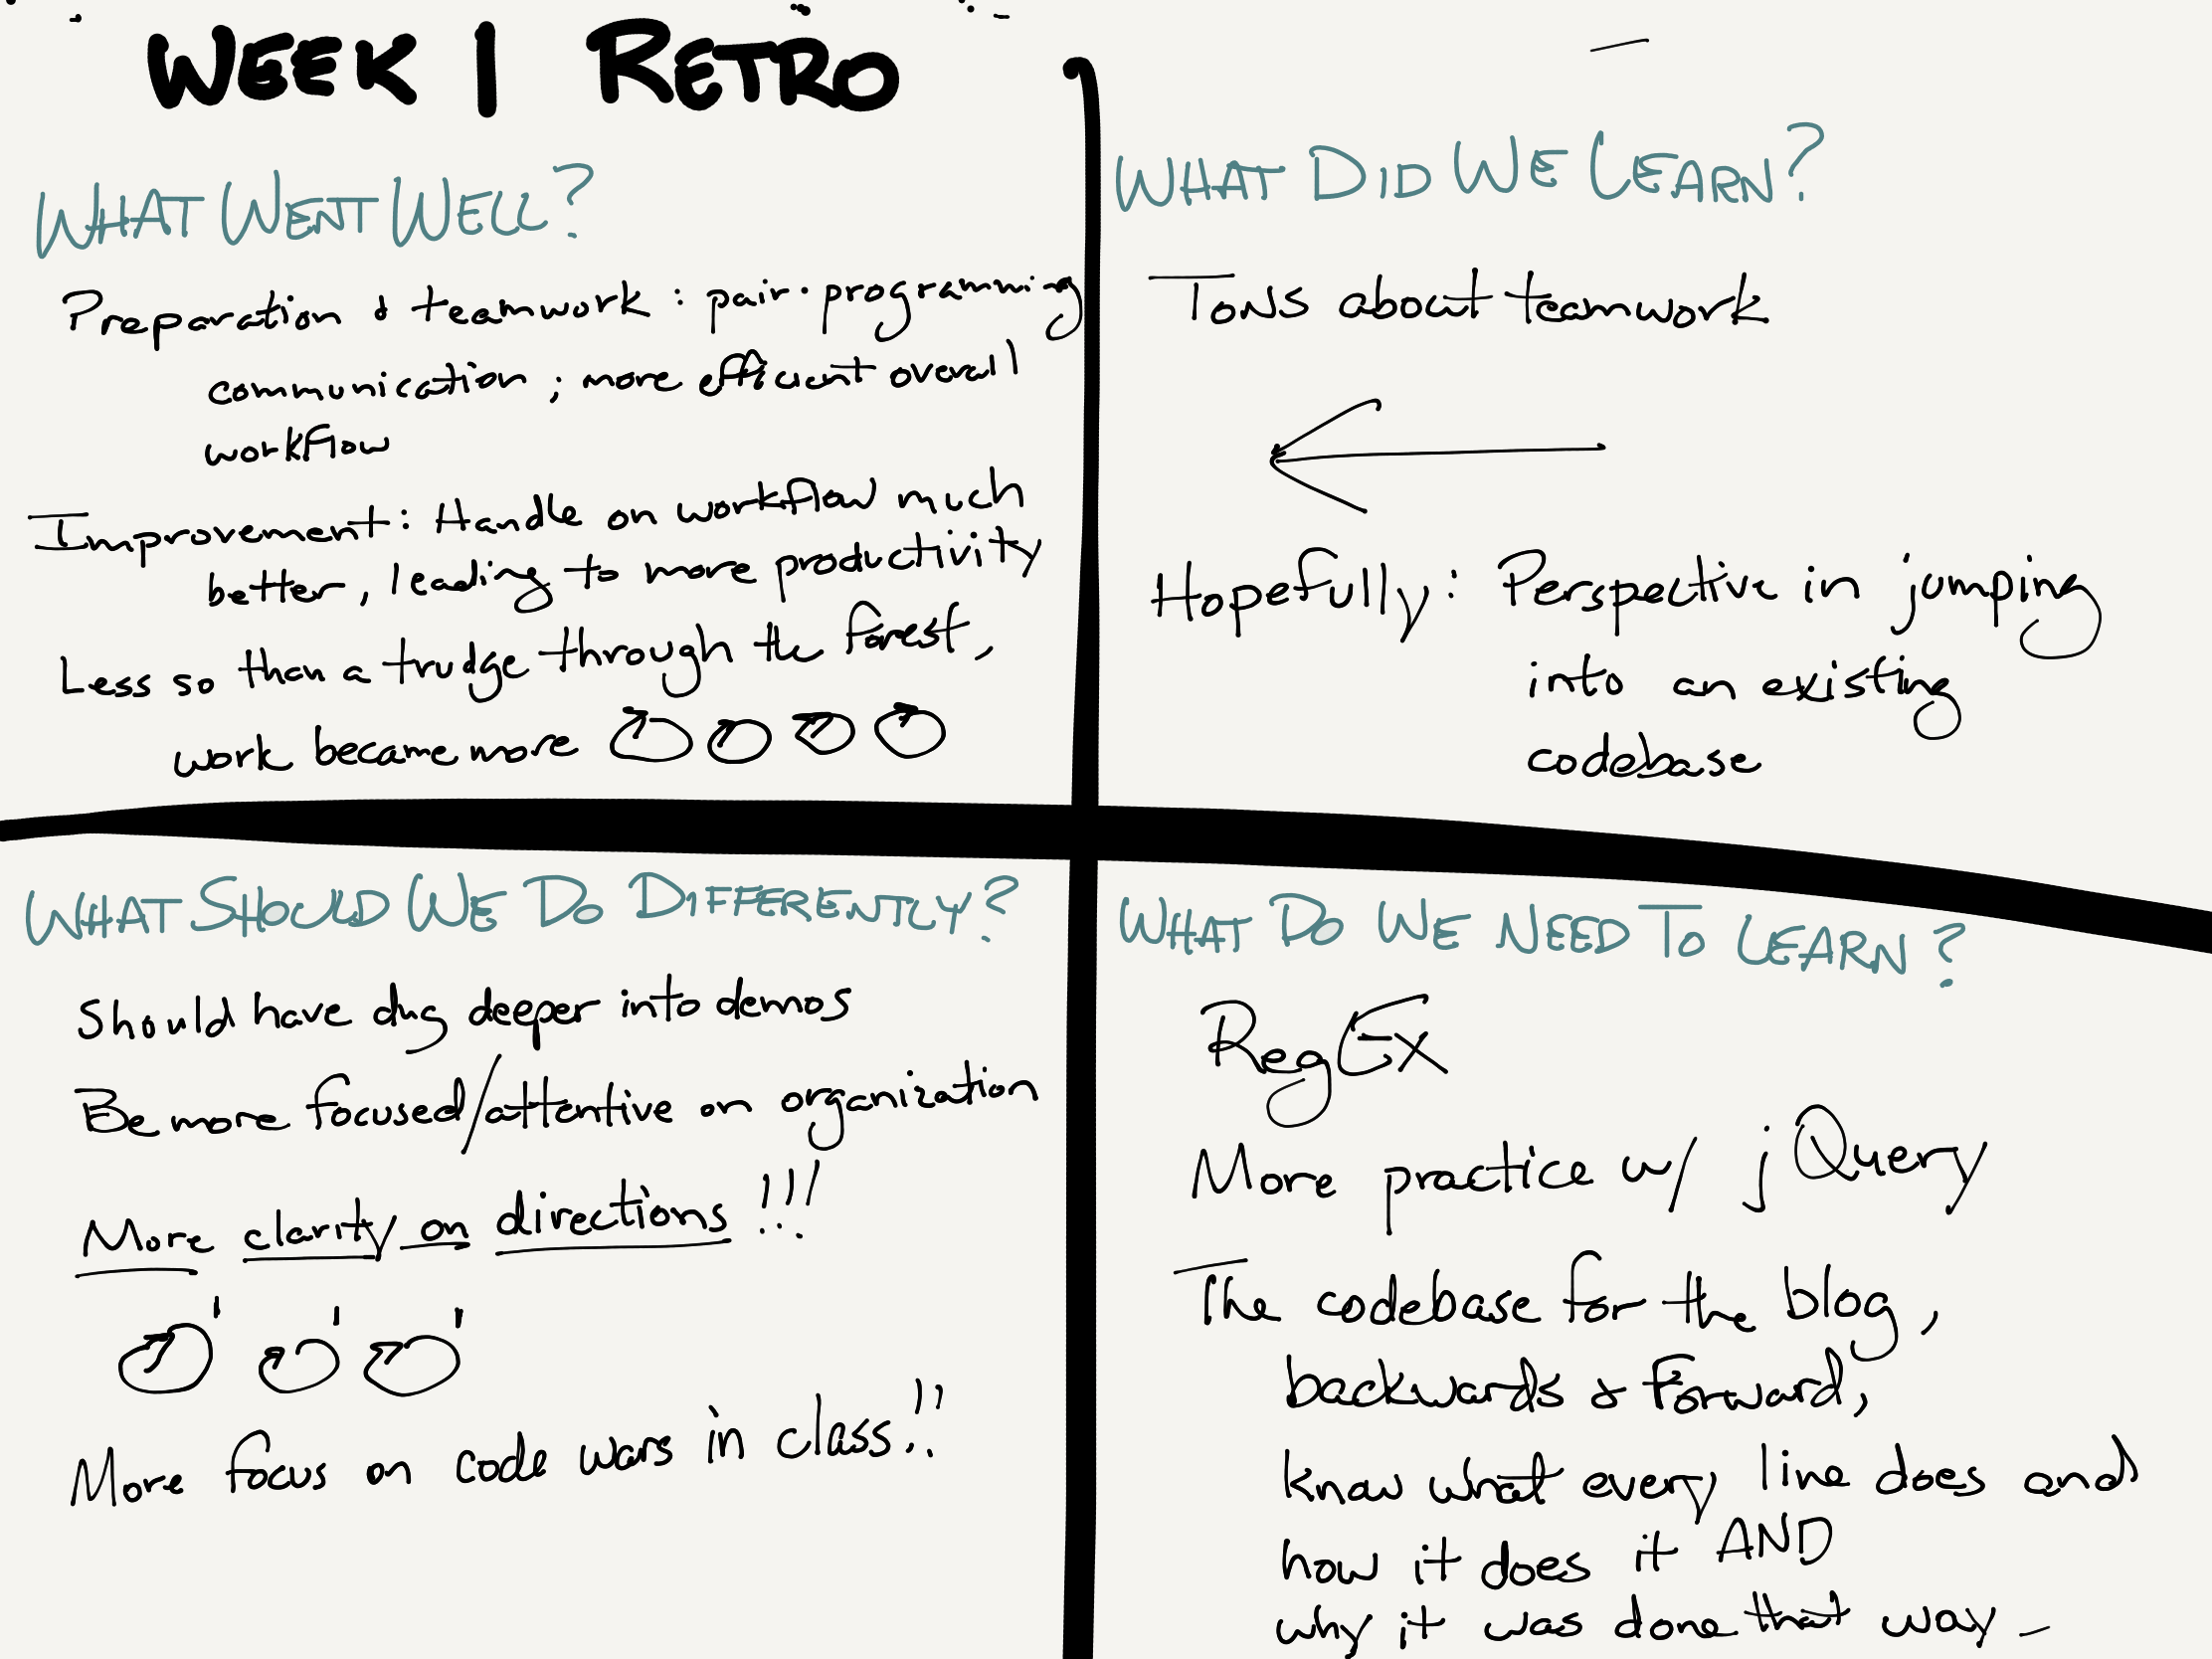 WEEK 1 RETRO
WHAT WENT WELL?
Preparation & teamwork : pair-programming
communication ; more efficient overall
workflow
Improvement: Handle on workflow much
better, leading to more productivity
Less so than a trudge through the forest,
work became more
WHAT DID WE LEARN?
Tons about teamwork
Hopefully: Perspective in jumping
into an existing
codebase
WHAT SHOULD WE DO DIFFERENTLY?
Should have dug deeper into demos
Be more focused/attentive on organization
More clarity on directions !!!
More focus on code wars in class!!
WHAT DO WE NEED TO LEARN?
RegEx
More practice w/ jQuery
The codebase for the blog,
backwards & forward,
know what every line does and
how it does it AND
why it was done that way –